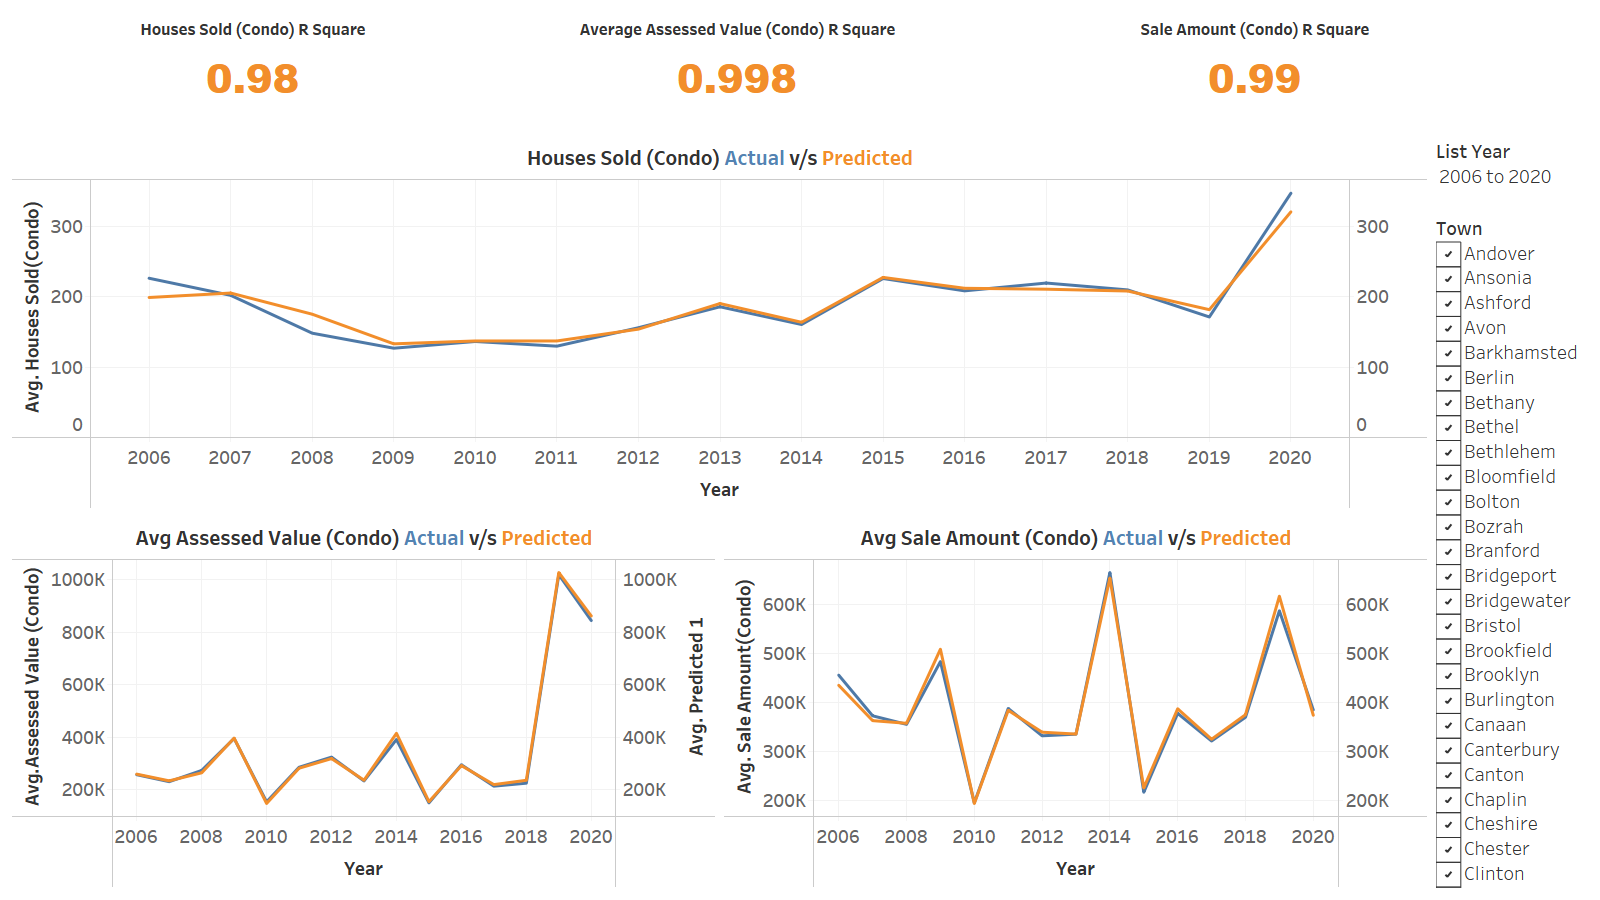 Houses Sold (Condo) R Square
0.98
Average Assessed Value (Condo) R Square
0.998
Sale Amount (Condo) R Square
0.99
Houses Sold (Condo) Actual v/s Predicted
Avg. Houses Sold(Condo)
300
200
100
0
300
200
100
0
2006 2007 2008 2009 2010 2011 2012 2013 2014 2015 2016 2017 2018 2019 2020
Year
Avg Assessed Value (Condo) Actual v/s Predicted
Avg.Assessed Value (Condo)
1000K
800K
600K
400K
200K
1000K
800K
600K
400K
200K
Avg. Predicted 1
2006 2008 2010 2012 2014 2016 2018 2020
Year
Avg Sale Amount (Condo) Actual v/s Predicted
Avg. Sale Amount(Condo)
600K
500K
400K
300K
200K
600K
500K
400K
300K
200K
2006 2008 2010 2012 2014 2016 2018 2020
Year
List Year
2006 to 2020
Town
Andover
Ansonia
Ashford
Avon
Barkhamsted
Berlin
Bethany
Bethel
Bethlehem
Bloomfield
Bolton
Bozrah
Branford
Bridgeport
Bridgewater
Bristol
Brookfield
Brooklyn
Burlington
Canaan
Canterbury
Canton
Chaplin
Cheshire
Chester
Clinton